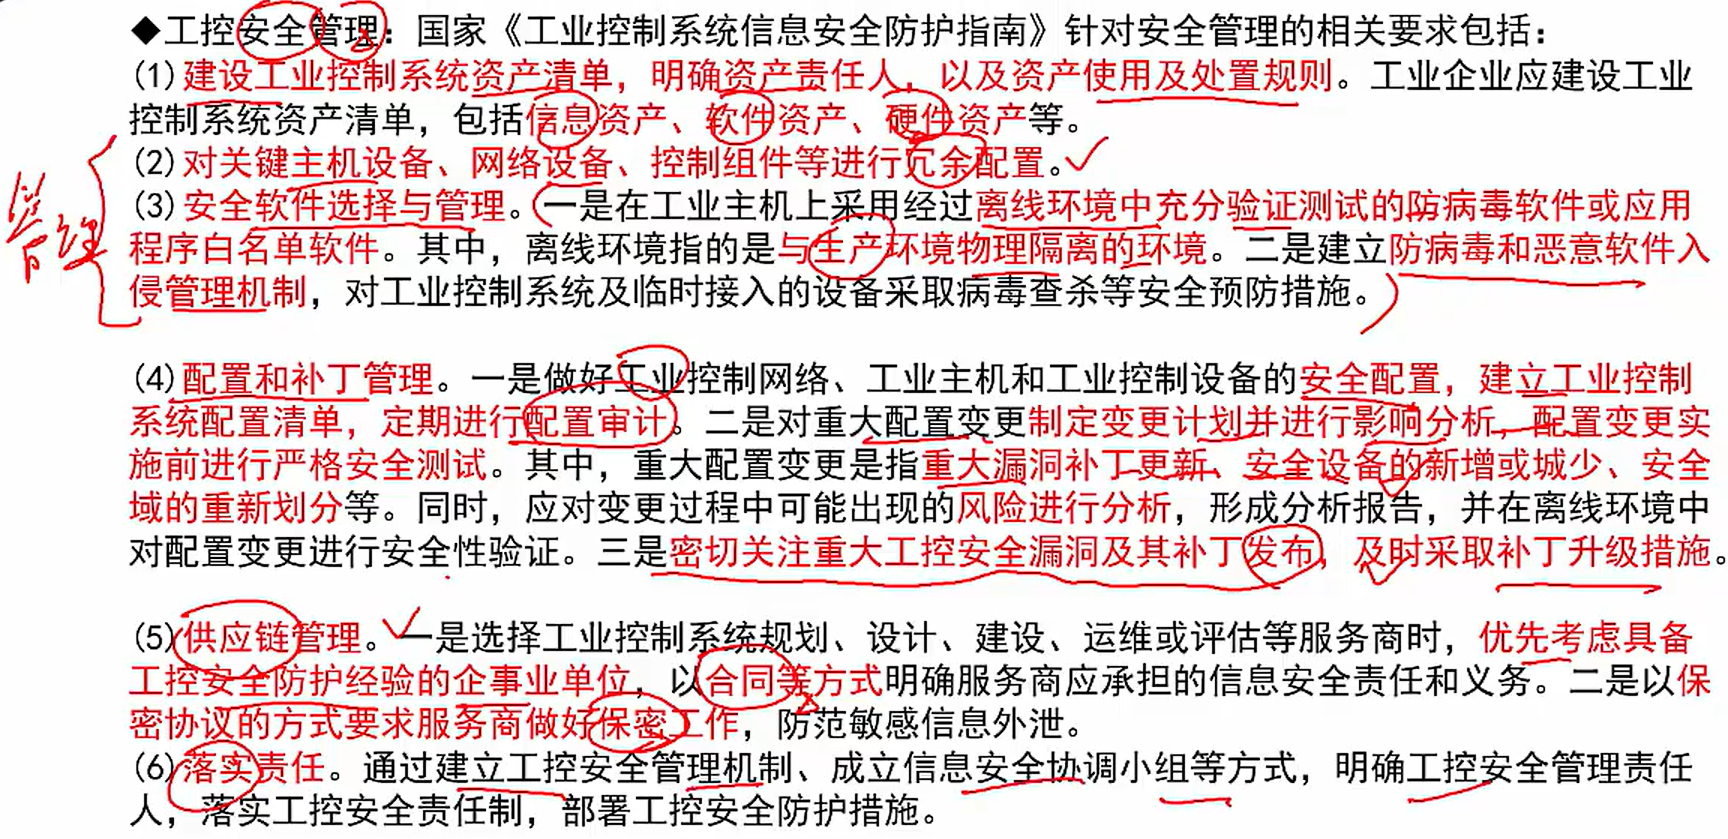 ◆工控安全管理：国家《工业控制系统信息安全防护指南》针对安全管理的相关要求包括：
(1)建设工业控制系统资产清单，明确资产责任人，以及资产使用及处置规则。工业企业应建设工业
控制系统资产清单，包括信息资产、软件资产、硬件资产等。
(2)对关键主机设备、网络设备、控制组件等进行冗余配置。
管理
(3)安全软件选择与管理。一是在工业主机上采用经过离线环境中充分验证测试的防病毒软件或应用
程序白名单软件。其中，离线环境指的是与生产环境物理隔离的环境。二是建立防病毒和恶意软件入
侵管理机制，对工业控制系统及临时接入的设备采取病毒查杀等安全预防措施。
(4)配置和补丁管理。一是做好工业控制网络、工业主机和工业控制设备的安全配置，建立工业控制
系统配置清单，定期进行配置审计。二是对重大配置变更制定变更计划并进行影响分析，配置变更实
施前进行严格安全测试。其中，重大配置变更是指重大漏洞补丁更新、安全设备的新增或城少、安全
域的重新划分等。同时，应对变更过程中可能出现的风险进行分析，形成分析报告，并在离线环境中
对配置变更进行安全性验证。三是密切关注重大工控安全漏洞及其补丁发布，及时采取补丁升级措施。
(5)供应链管理。一是选择工业控制系统规划、设计、建设、运维或评估等服务商时，优先考虑具备
工控安全防护经验的企事业单位，以合同等方式明确服务商应承担的信息安全责任和义务。二是以保
密协议的方式要求服务商做好保密工作，防范敏感信息外泄。
(6)落实责任。通过建立工控安全管理机制、成立信息安全协调小组等方式，明确工控安全管理责任
人，落实工控安全责任制，部署工控安全防护措施。